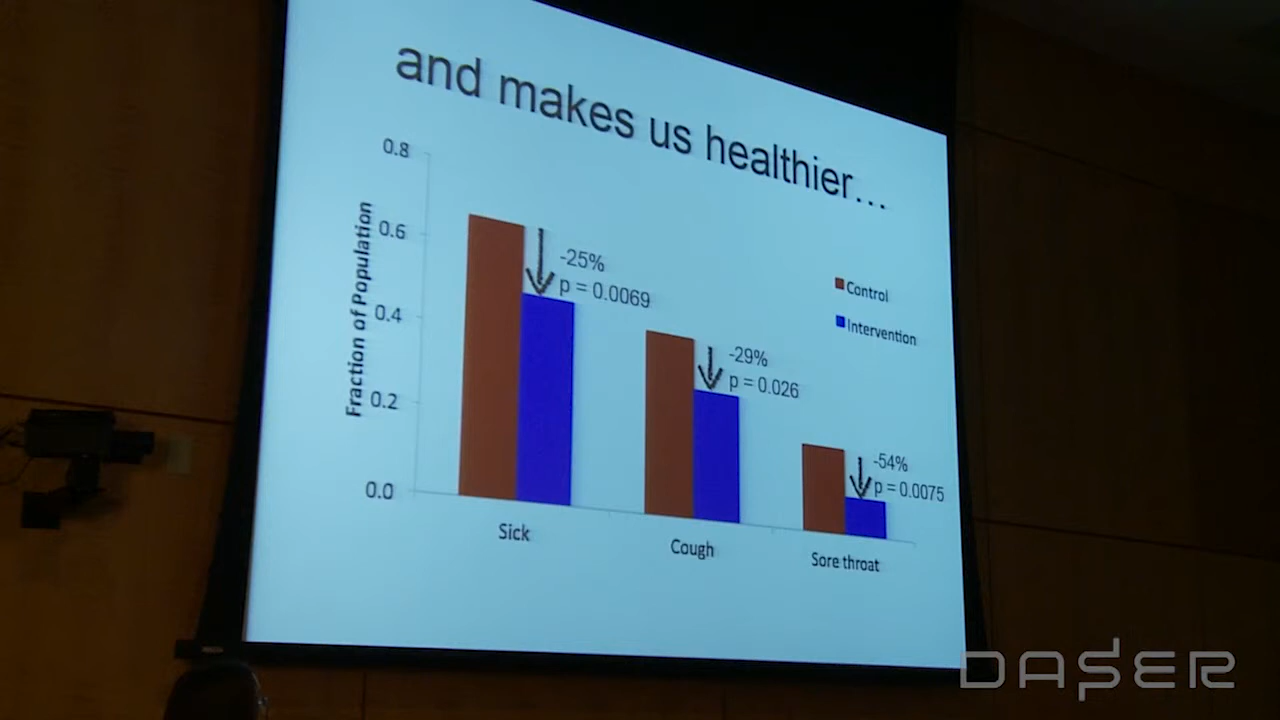 and makes us healthier...
0.8
0.6
0.4
0.2
0.0
Fraction of Population
-25%
p = 0.0069
-29%
p = 0.026
-54%
p = 0.0075
Control
Intervention
Sick
Cough
Sore throat
DASER